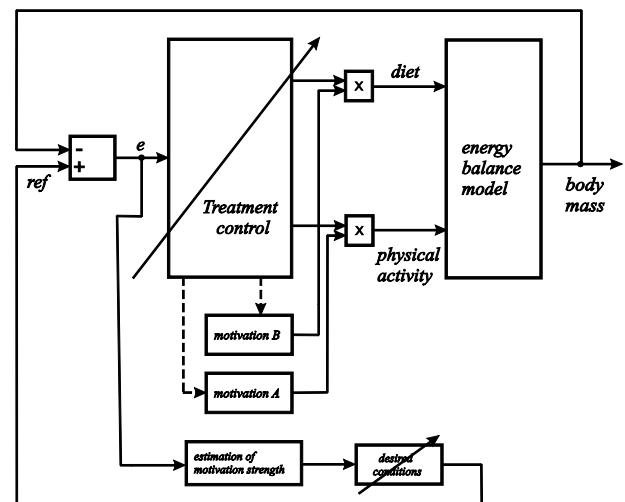 diet
energy
balance
model
-
+
e
ref
x
Treatment
control
body
mass
x
physical
activity
motivation B
motivation A
estimation of
motivation strength
desired
conditions